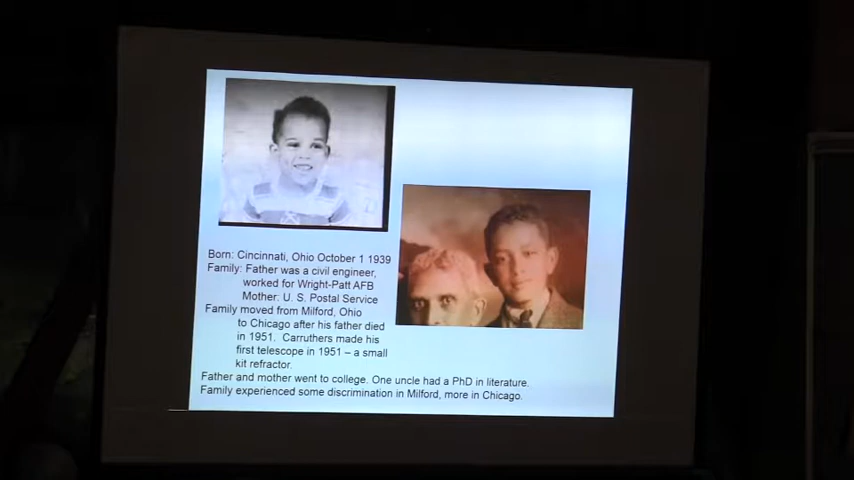 Born: Cincinnati, Ohio October 1 1939
Family: Father was a civil engineer,
worked for Wright-Patt AFB
Mother: U. S. Postal Service
Family moved from Milford, Ohio
to Chicago after his father died
in 1951. Carruthers made his
first telescope in 1951 – a small
kit refractor.
Father and mother went to college. One uncle had a PhD in literature.
Family experienced some discrimination in Milford, more in Chicago.